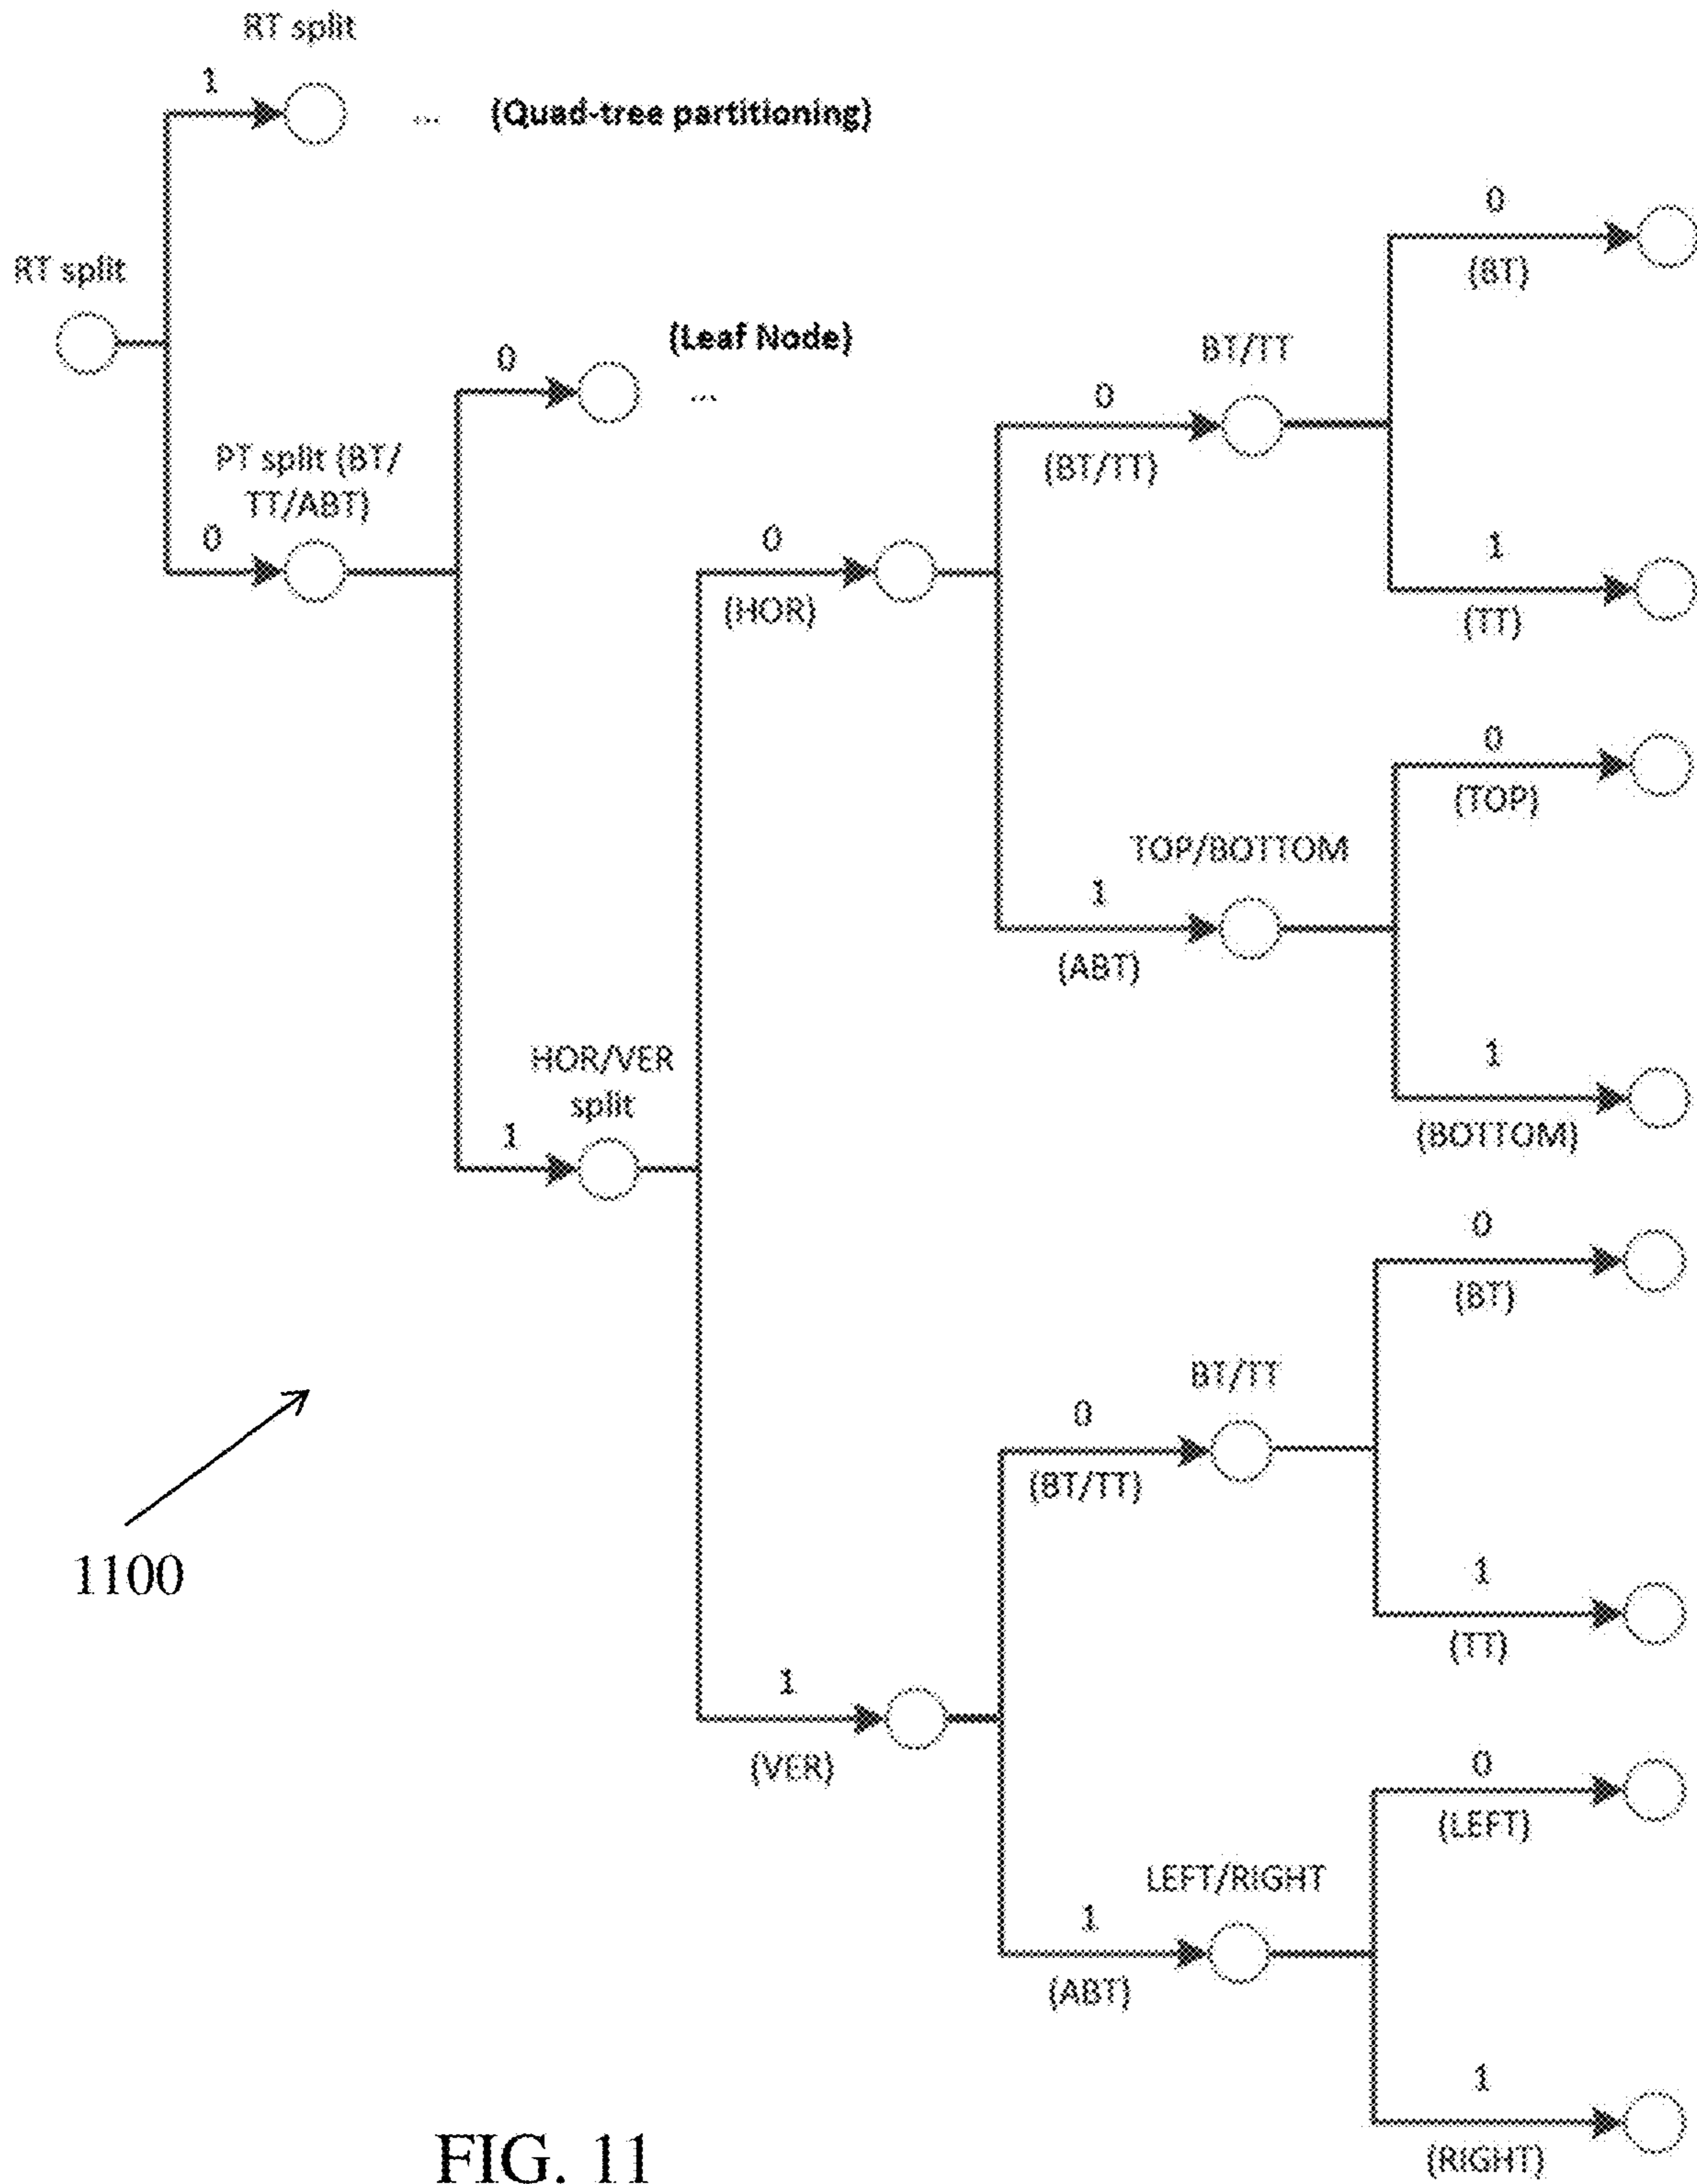 RT split
1
... (Quad-tree partitioning)
0
RT split
(BT)
(Leaf Node)
0
...
BT/TT
0
PT split (BT/
TT/ABT)
(BT/TT)
0
0
1
(HOR)
(TT)
0
(TOP)
TOP/BOTTOM
1
(ABT)
HOR/VER
split
1
1
(BOTTOM)
0
(BT)
BT/TT
0
(BT/TT)
1100
1
(TT)
1
(VER)
0
(LEFT)
LEFT/RIGHT
1
(ABT)
1
(RIGHT)
FIG. 11